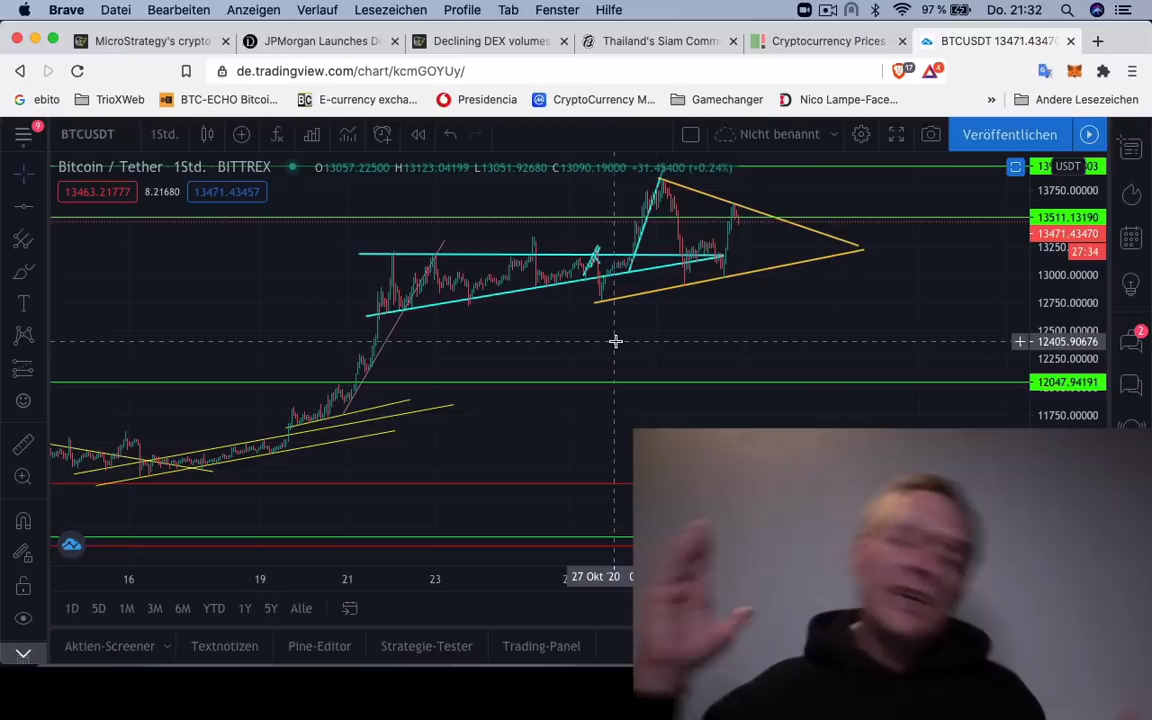 Brave Datei Bearbeiten Anzeigen Verlauf Lesezeichen Profile Tab Fenster Hilfe 97 % Do. 21:32
MicroStrategy's crypto JPMorgan Launches Di Declining DEX volumes Thailand's Siam Comm Cryptocurrency Prices BTCUSDT 13471.4347
de.tradingview.com/chart/kcmGOYUy/ 17 4
ebito TrioXWeb BTC-ECHO Bitcoi... E-currency excha... Presidencia CryptoCurrency M... Gamechanger Nico Lampe-Face... » Andere Lesezeichen
9 BTCUSDT 1Std. Nicht benannt Veröffentlichen
Bitcoin / Tether 1Std. BITTREX O13057.22500 H13123.04199 L13051.92680 C13090.19000 +31.45400 (+0.24%) USDT
13463.21777 8.21680 13471.43457
13750.00000
13511.13190
13471.43470
27:34
13000.00000
12750.00000
12500.00000
12405.90676
12250.00000
12047.94191
11750.00000
2
16 19 21 23 27 Okt '20
1D 5D 1M 3M 6M YTD 1Y 5Y Alle
Aktien-Screener Textnotizen Pine-Editor Strategie-Tester Trading-Panel